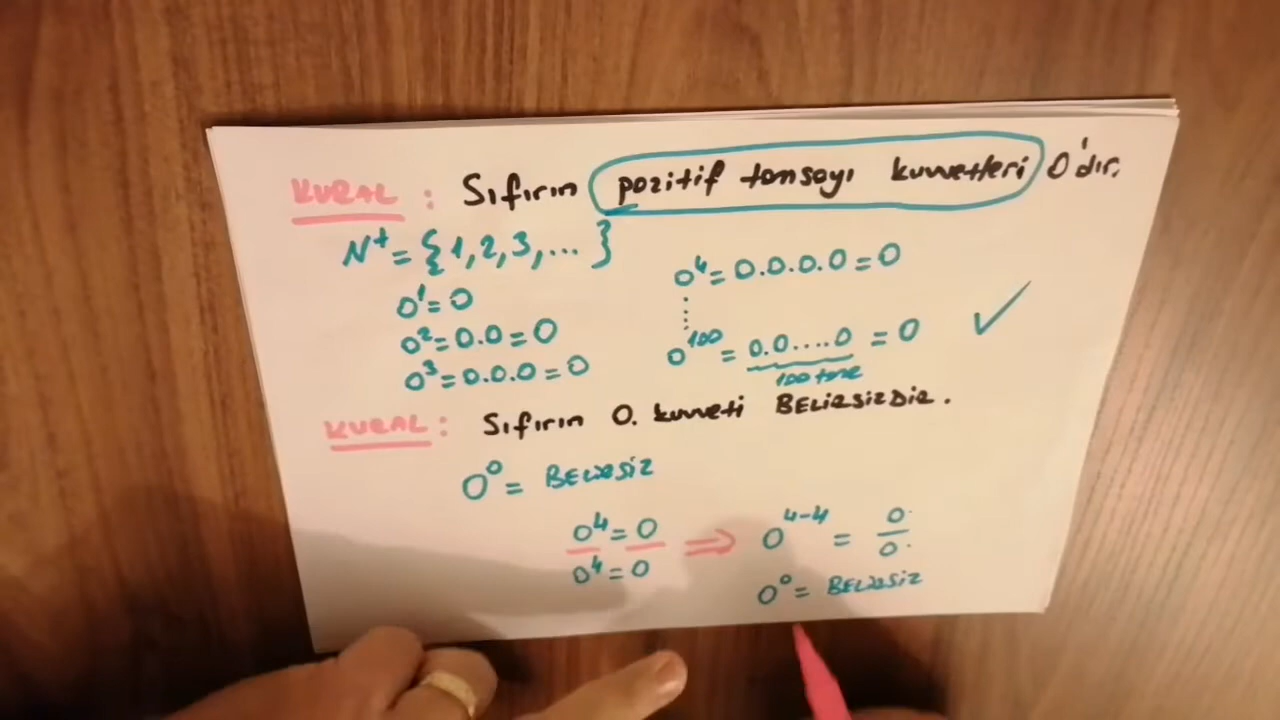 KURAL: Sıfırın pozitif tamsayı kuvvetleri 0'dır.
N⁺ = {1, 2, 3, ... }
0¹ = 0
0² = 0.0 = 0
0³ = 0.0.0 = 0
0⁴ = 0.0.0.0 = 0
⋮
0¹⁰⁰ = 0.0....0 = 0 ✓
100 tane
KURAL: Sıfırın 0. kuvveti BELİRSİZDİR.
0⁰ = BELİRSİZ
0⁴ = 0
0⁴ = 0
⇒ 0⁴⁻⁴ = 0/0
0⁰ = BELİRSİZ